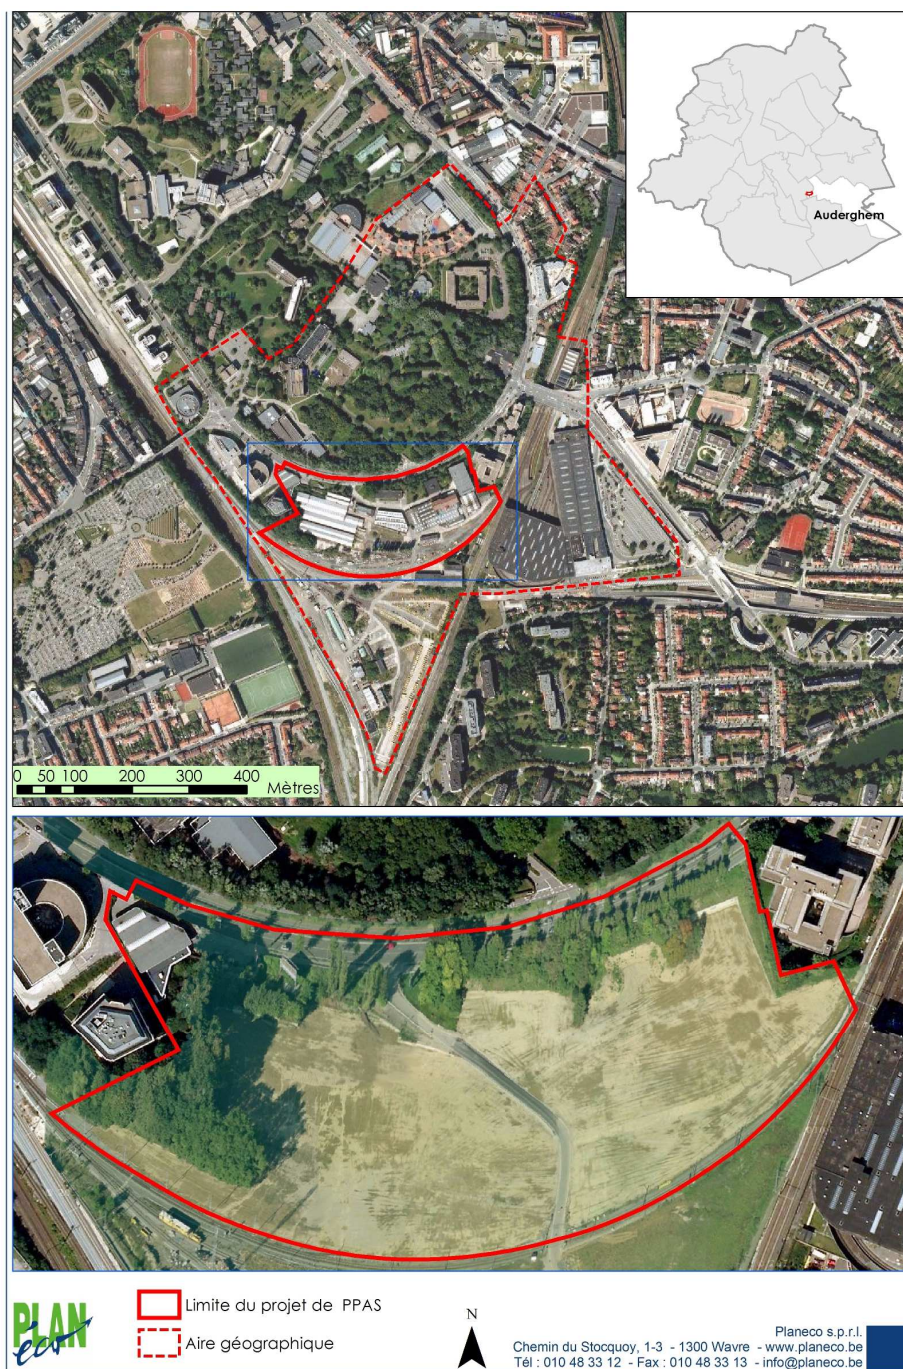 Auderghem
0 50 100 200 300 400
Mètres
PLAN
éco
Limite du projet de PPAS
Aire géographique
N
Planeco s.p.r.l.
Chemin du Stocquoy, 1-3 - 1300 Wavre - www.planeco.be
Tél : 010 48 33 12 - Fax : 010 48 33 13 - info@planeco.be